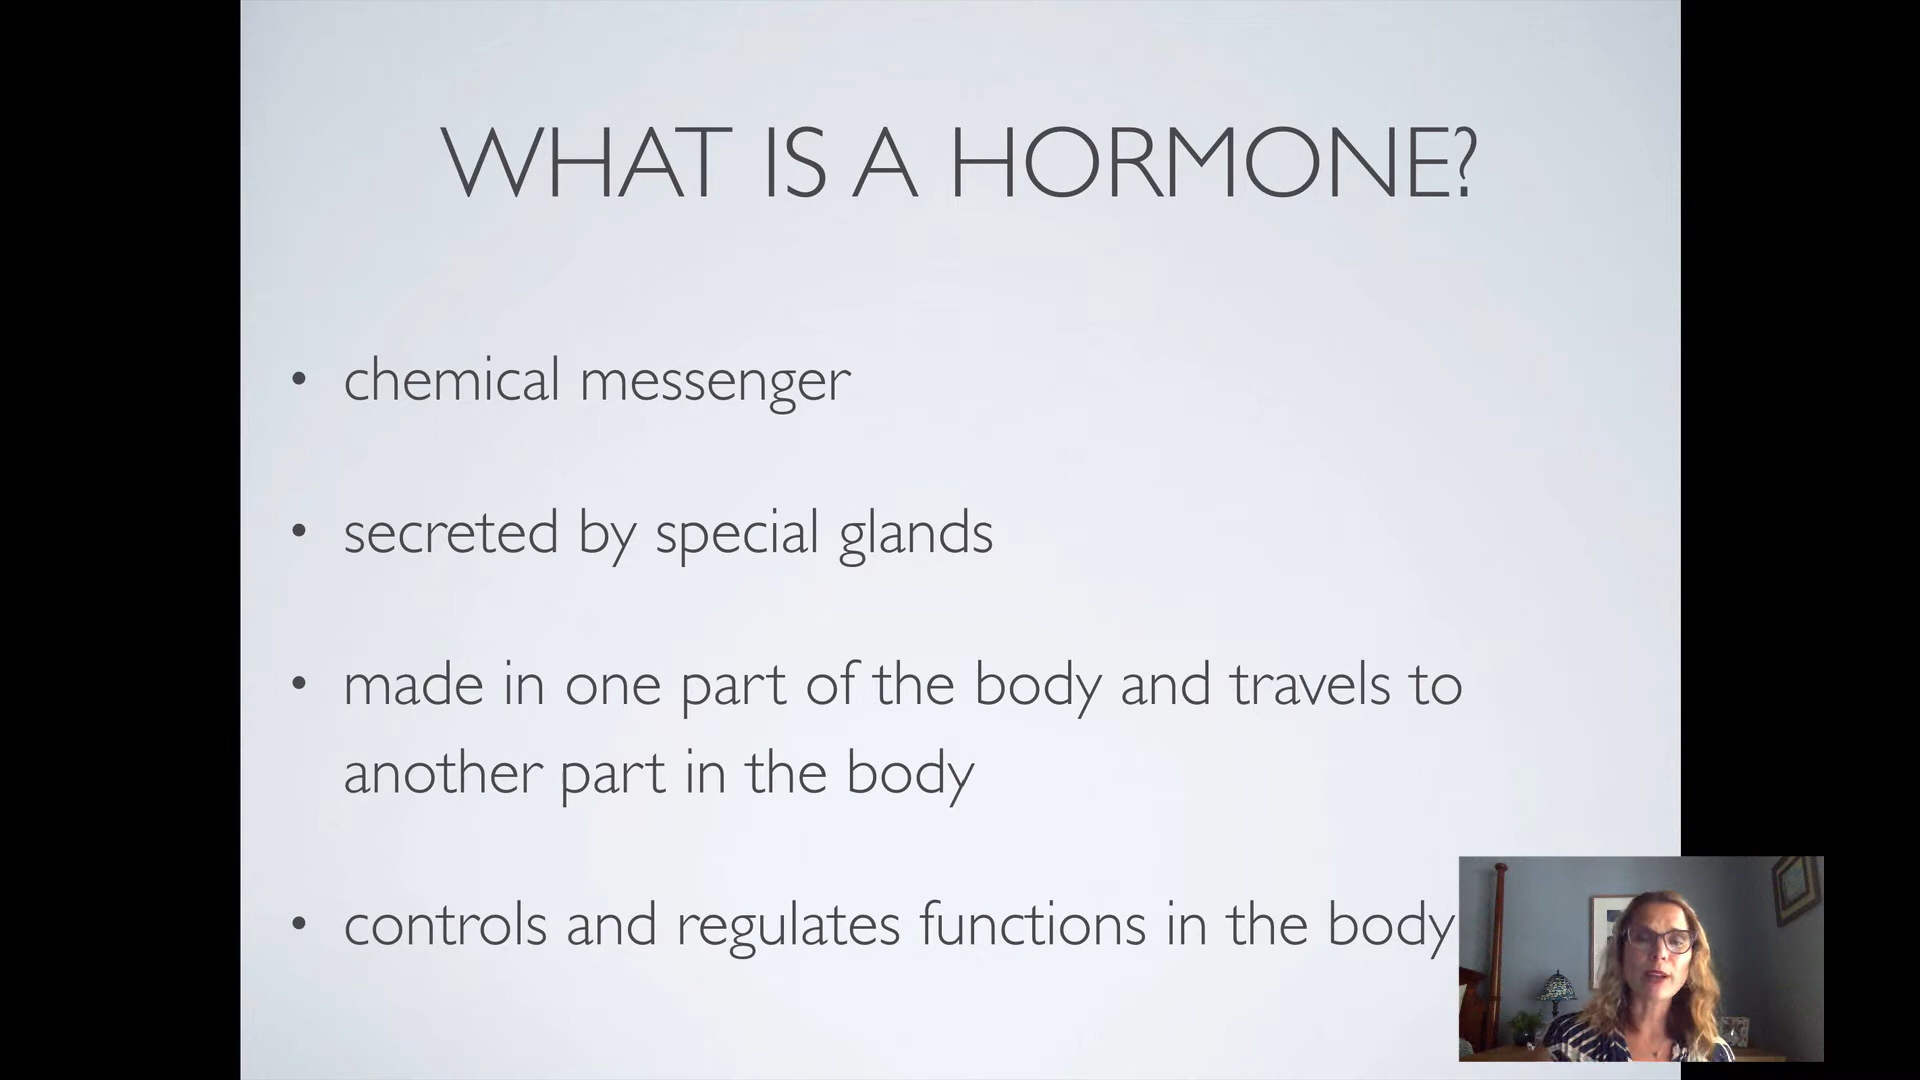 WHAT IS A HORMONE?
• chemical messenger
• secreted by special glands
• made in one part of the body and travels to
another part in the body
• controls and regulates functions in the body